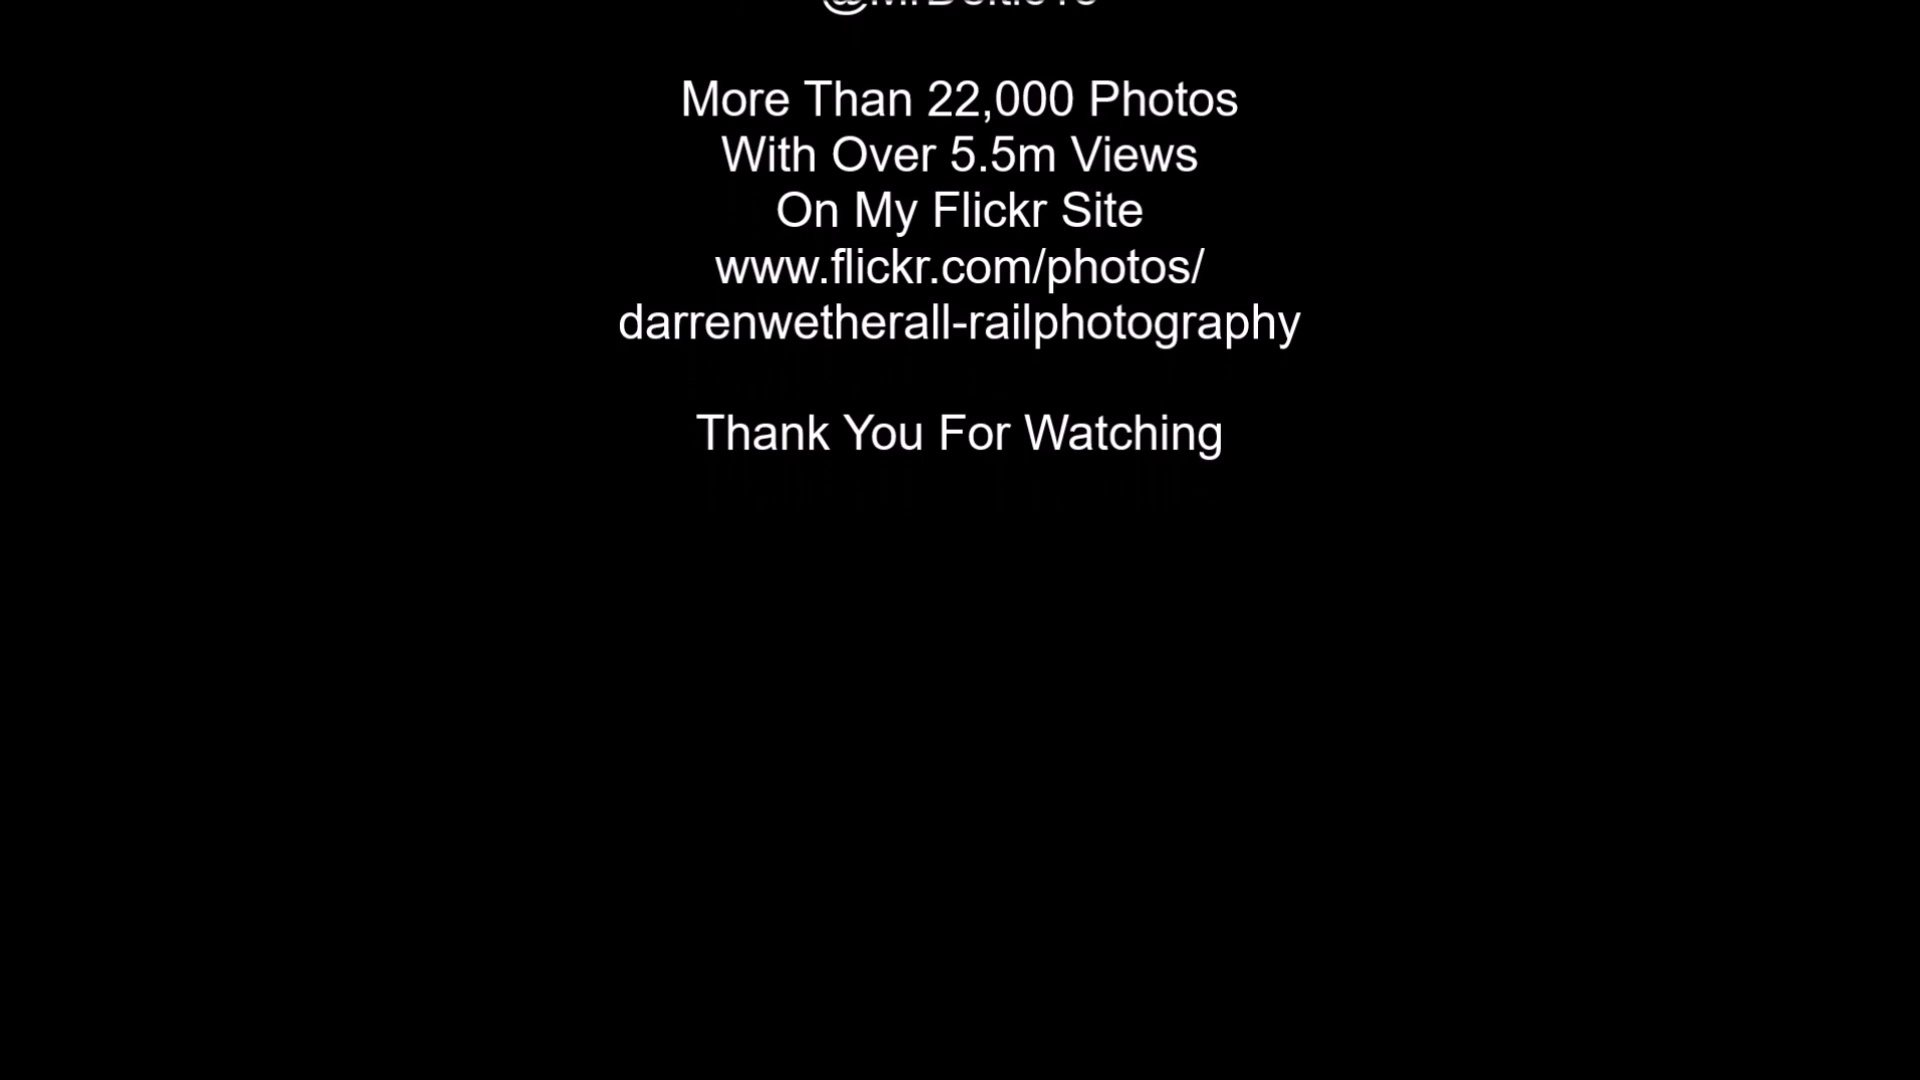 More Than 22,000 Photos
With Over 5.5m Views
On My Flickr Site
www.flickr.com/photos/
darrenwetherall-railphotography
Thank You For Watching